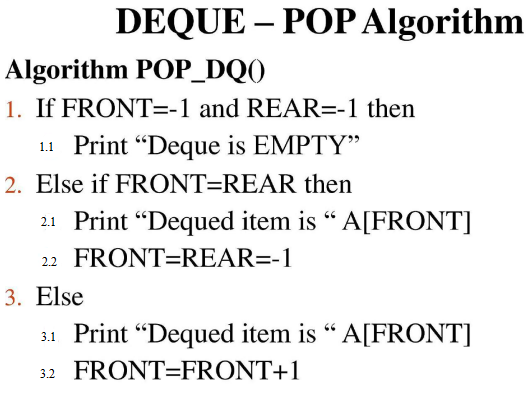 DEQUE – POP Algorithm
Algorithm POP_DQ()
1. If FRONT=-1 and REAR=-1 then
1.1 Print “Deque is EMPTY”
2. Else if FRONT=REAR then
2.1 Print “Dequed item is “ A[FRONT]
2.2 FRONT=REAR=-1
3. Else
3.1 Print “Dequed item is “ A[FRONT]
3.2 FRONT=FRONT+1